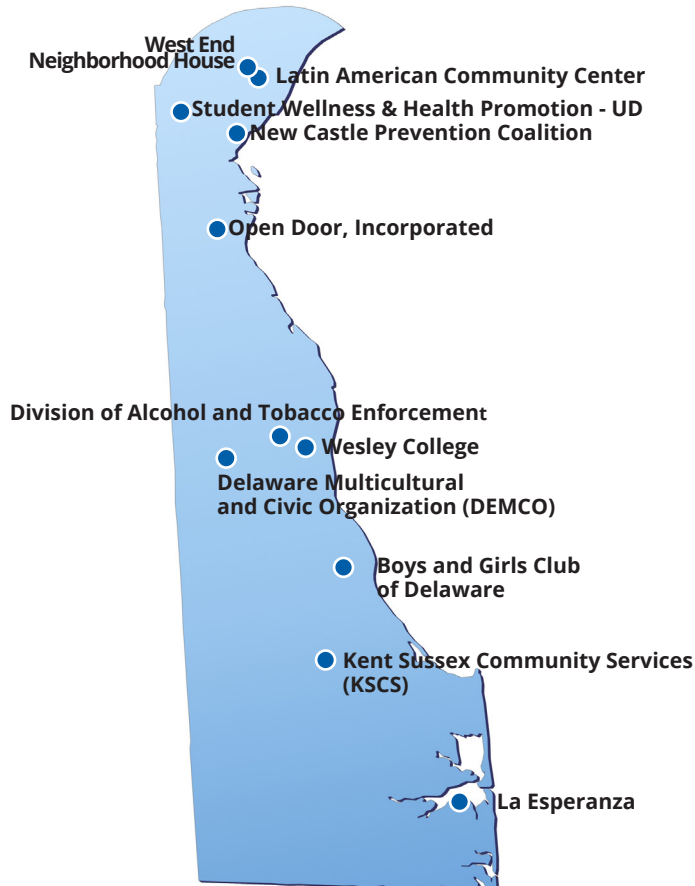 West End
Neighborhood House
Latin American Community Center
Student Wellness & Health Promotion - UD
New Castle Prevention Coalition
Open Door, Incorporated
Division of Alcohol and Tobacco Enforcement
Wesley College
Delaware Multicultural
and Civic Organization (DEMCO)
Boys and Girls Club
of Delaware
Kent Sussex Community Services
(KSCS)
La Esperanza